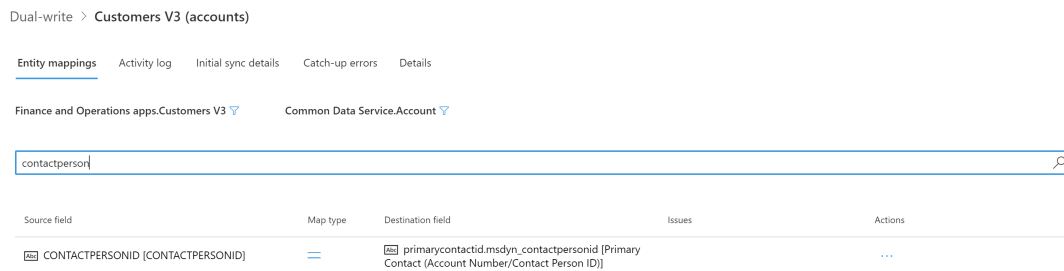 Dual-write > Customers V3 (accounts)
Entity mappings Activity log Initial sync details Catch-up errors Details
Finance and Operations apps.Customers V3 Common Data Service.Account
contactperson
Source field Map type Destination field Issues Actions
Abc CONTACTPERSONID [CONTACTPERSONID] = Abc primarycontactid.msdyn_contactpersonid [Primary ...
Contact (Account Number/Contact Person ID)]